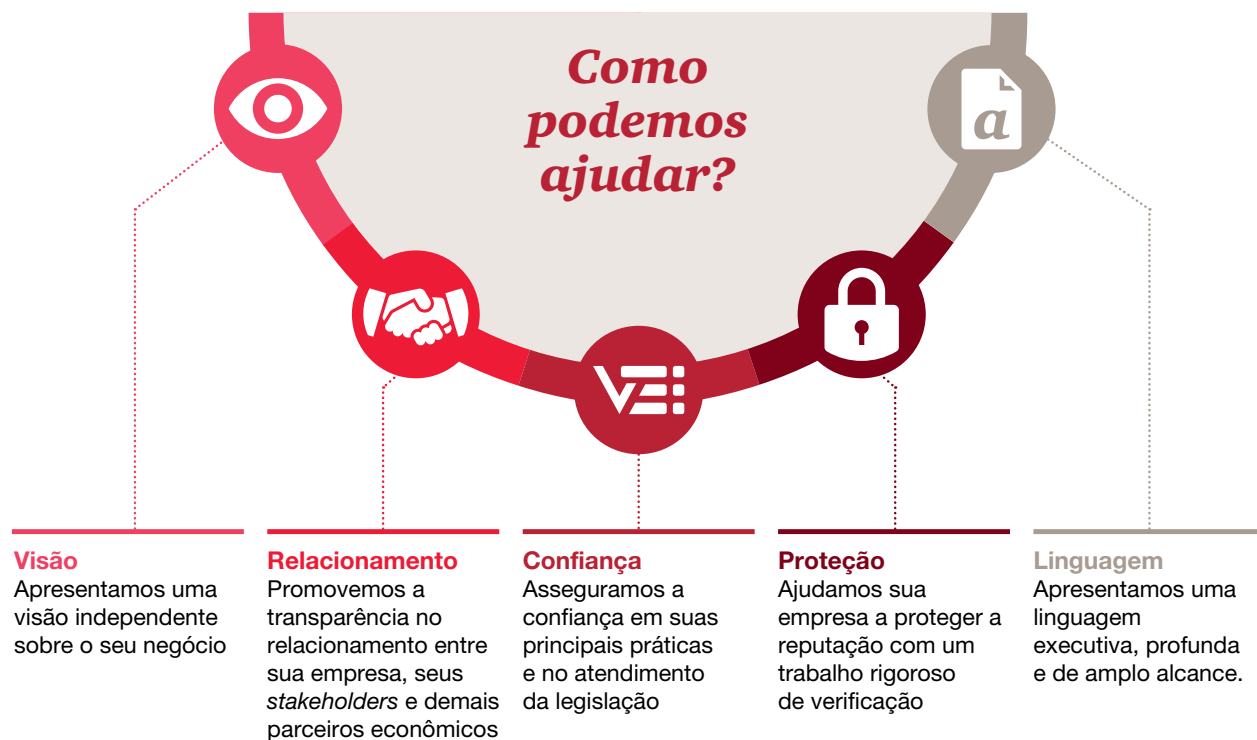 Como
podemos
ajudar?
a
Visão
Apresentamos uma
visão independente
sobre o seu negócio
Relacionamento
Promovemos a
transparência no
relacionamento entre
sua empresa, seus
stakeholders e demais
parceiros econômicos
Confiança
Asseguramos a
confiança em suas
principais práticas
e no atendimento
da legislação
Proteção
Ajudamos sua
empresa a proteger a
reputação com um
trabalho rigoroso
de verificação
Linguagem
Apresentamos uma
linguagem
executiva, profunda
e de amplo alcance.